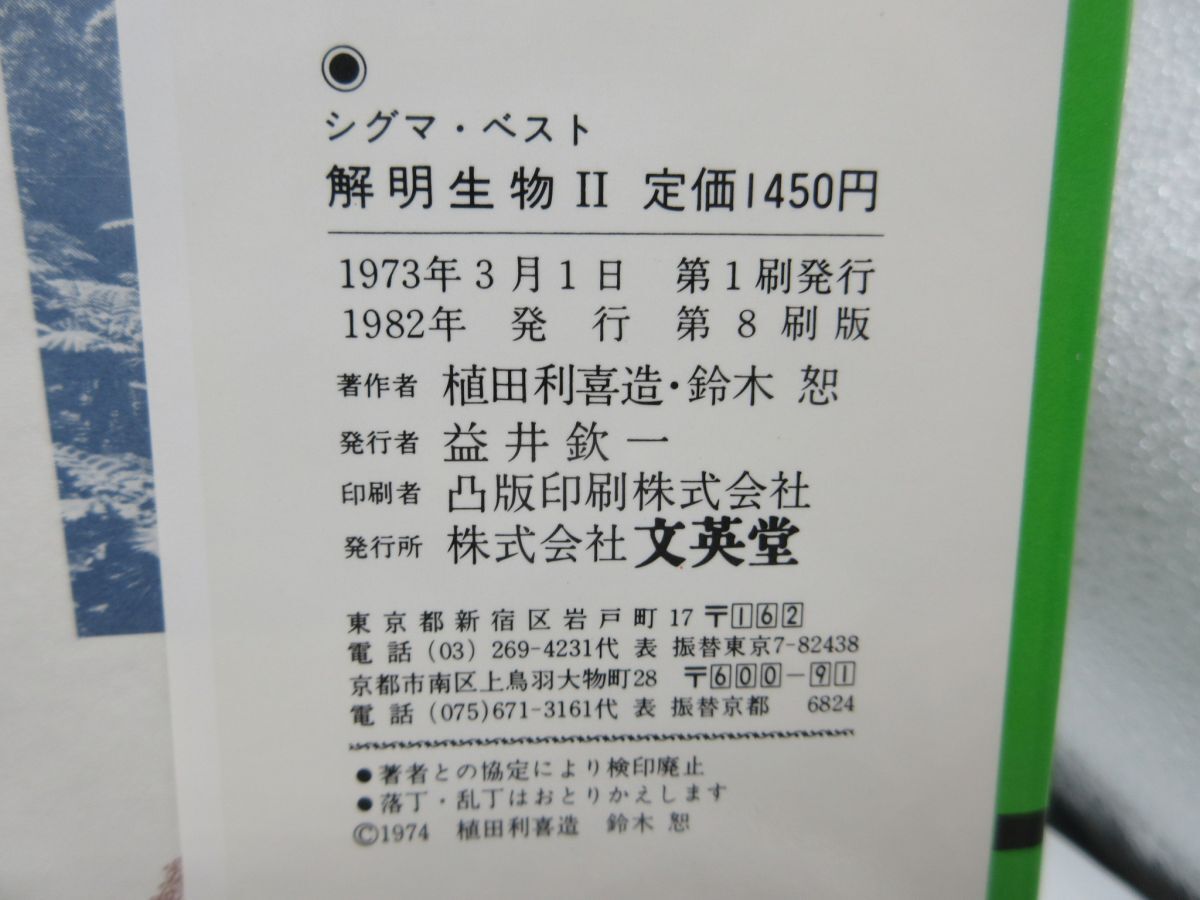 シグマ・ベスト
解明生物II 定価1450円
1973年3月1日 第1刷発行
1982年 発行 第8刷版
著作者 植田利喜造・鈴木 恕
発行者 益井欽一
印刷者 凸版印刷株式会社
発行所 株式会社文英堂
東京都新宿区岩戸町17 〒162
電話(03)269-4231代表 振替東京7-82438
京都市南区上鳥羽大物町28 〒600-91
電話(075)671-3161代表 振替京都 6824
●著者との協定により検印廃止
●落丁・乱丁はおとりかえします
©1974 植田利喜造 鈴木 恕